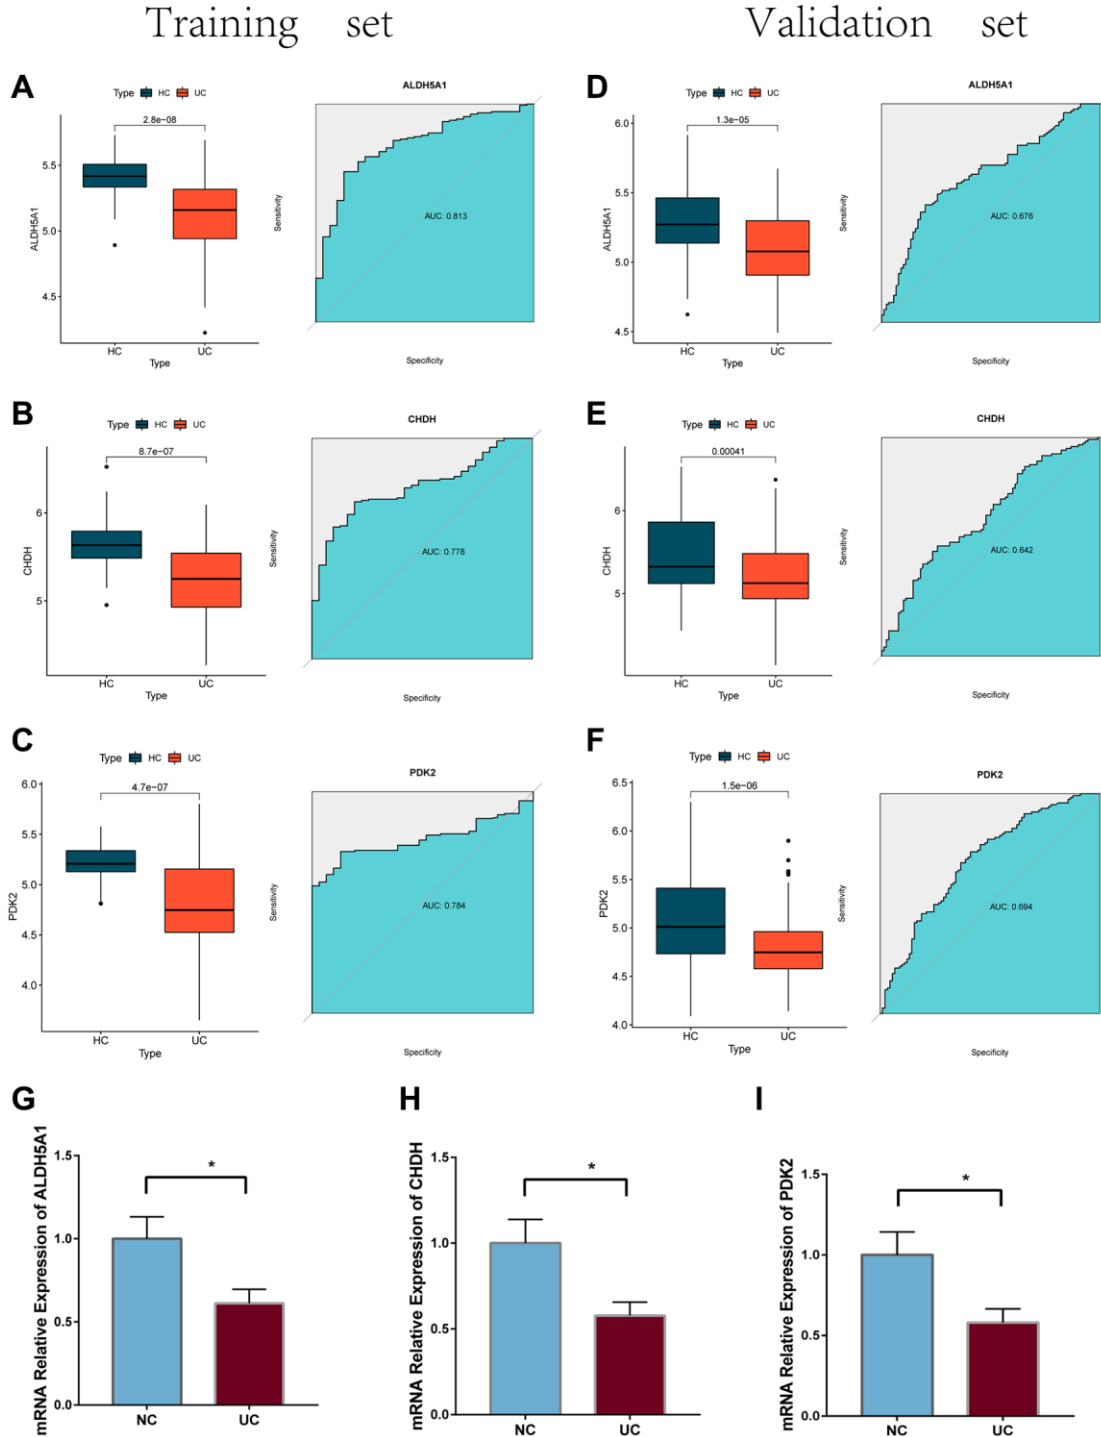 Training set
Validation set
A
Type HC UC
2.8e-08
ALDH5A1
5.5
5.0
4.5
HC UC
Type
ALDH5A1
Sensitivity
AUC: 0.813
Specificity
D
Type HC UC
1.3e-05
ALDH5A1
6.0
5.5
5.0
4.5
HC UC
Type
ALDH5A1
Sensitivity
AUC: 0.676
Specificity
B
Type HC UC
8.7e-07
CHDH
6
5
HC UC
Type
CHDH
Sensitivity
AUC: 0.778
Specificity
E
Type HC UC
0.00041
CHDH
6
5
HC UC
Type
CHDH
Sensitivity
AUC: 0.642
Specificity
C
Type HC UC
4.7e-07
PDK2
6.0
5.5
5.0
4.5
4.0
HC UC
Type
PDK2
Sensitivity
AUC: 0.784
Specificity
F
Type HC UC
1.5e-06
PDK2
6.5
6.0
5.5
5.0
4.5
4.0
HC UC
Type
PDK2
Sensitivity
AUC: 0.694
Specificity
G
mRNA Relative Expression of ALDH5A1
1.5
1.0
0.5
0.0
*
NC UC
H
mRNA Relative Expression of CHDH
1.5
1.0
0.5
0.0
*
NC UC
I
mRNA Relative Expression of PDK2
1.5
1.0
0.5
0.0
*
NC UC